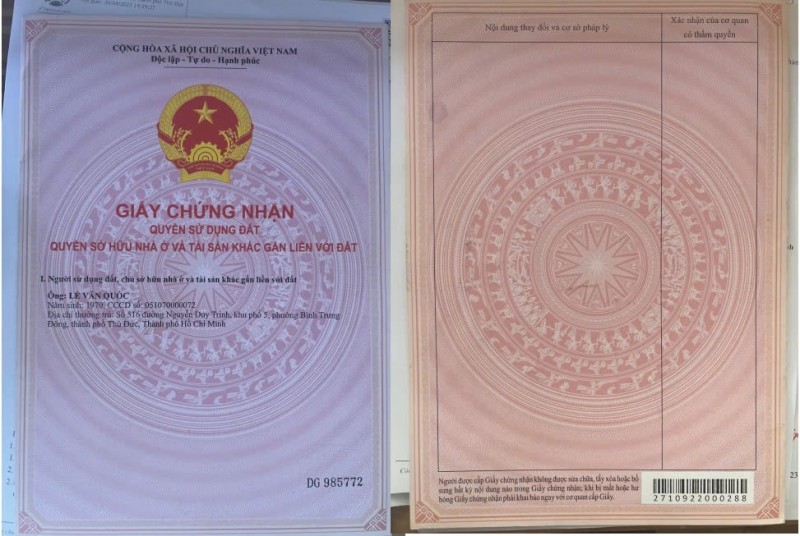 CỘNG HÒA XÃ HỘI CHỦ NGHĨA VIỆT NAM
Độc lập - Tự do - Hạnh phúc
GIẤY CHỨNG NHẬN
QUYỀN SỬ DỤNG ĐẤT
QUYỀN SỞ HỮU NHÀ Ở VÀ TÀI SẢN KHÁC GẮN LIỀN VỚI ĐẤT
I. Người sử dụng đất, chủ sở hữu nhà ở và tài sản khác gắn liền với đất
Ông: LÊ VĂN QUỐC
Năm sinh: 1970, CCCD số: 051070000072
Địa chỉ thường trú: Số 516 đường Nguyễn Duy Trinh, khu phố 5, phường Bình Trưng
Đông, thành phố Thủ Đức, Thành phố Hồ Chí Minh
DG 985772
Nội dung thay đổi và cơ sở pháp lý
Xác nhận của cơ quan
có thẩm quyền
Người được cấp Giấy chứng nhận không được sửa chữa, tẩy xóa hoặc bổ
sung bất kỳ nội dung nào trong Giấy chứng nhận; khi bị mất hoặc hư
hỏng Giấy chứng nhận phải khai báo ngay với cơ quan cấp Giấy.
2710922000288